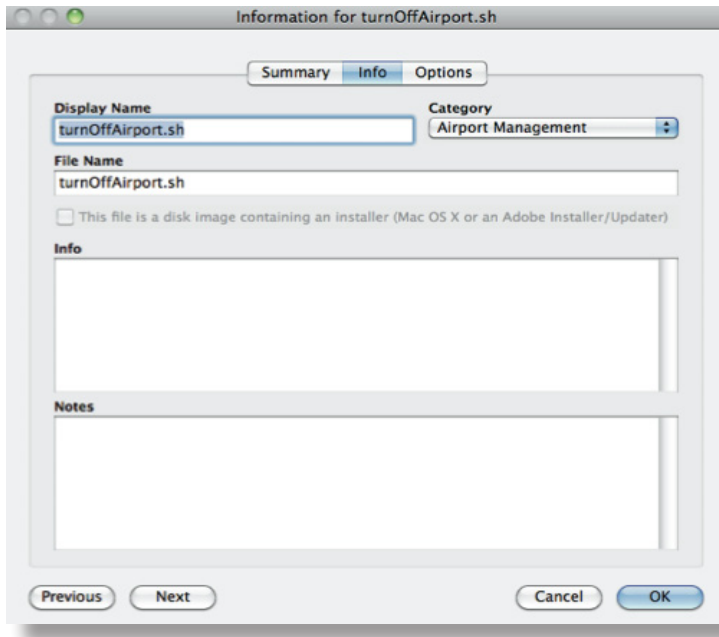 Information for turnOffAirport.sh
Summary Info Options
Display Name Category
turnOffAirport.sh Airport Management
File Name
turnOffAirport.sh
This file is a disk image containing an installer (Mac OS X or an Adobe Installer/Updater)
Info
Notes
Previous Next Cancel OK